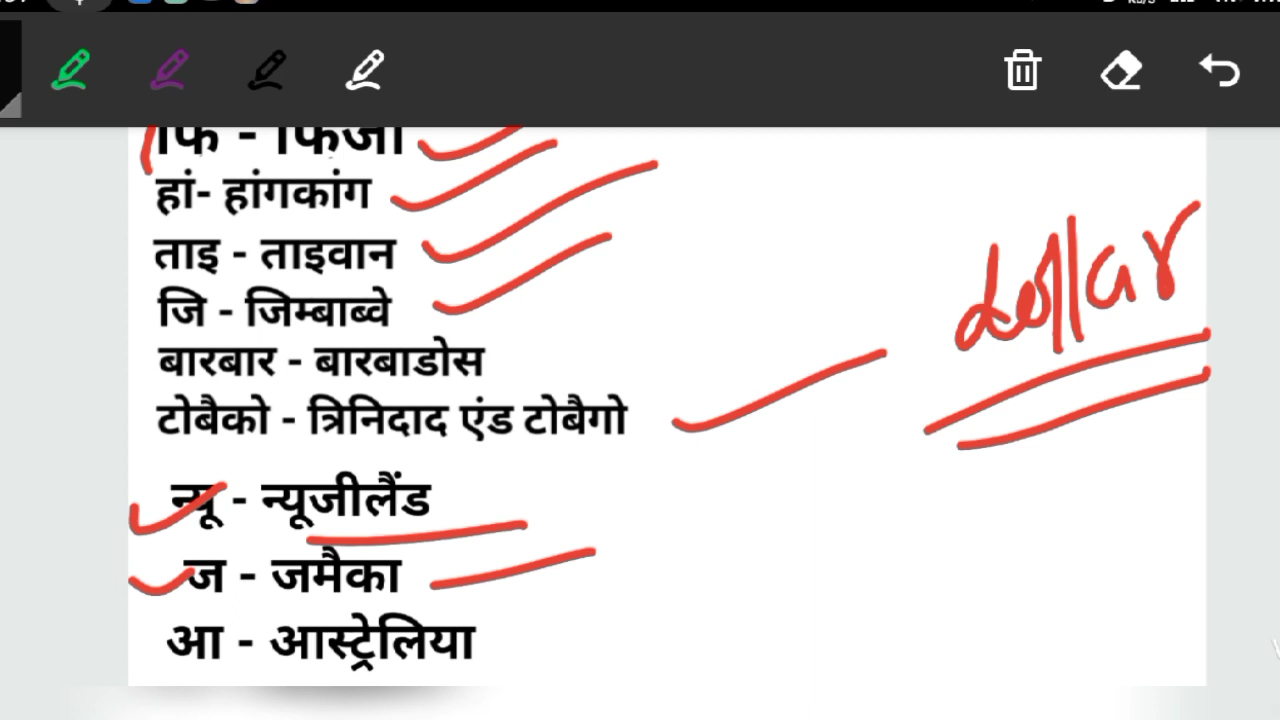 फि - फिजी
हां- हांगकांग
ताइ - ताइवान
जि - जिम्बाब्वे
बारबार - बारबाडोस
टोबैको - त्रिनिदाद एंड टोबैगो
न्यू - न्यूजीलैंड
ज - जमैका
आ - आस्ट्रेलिया
dollar